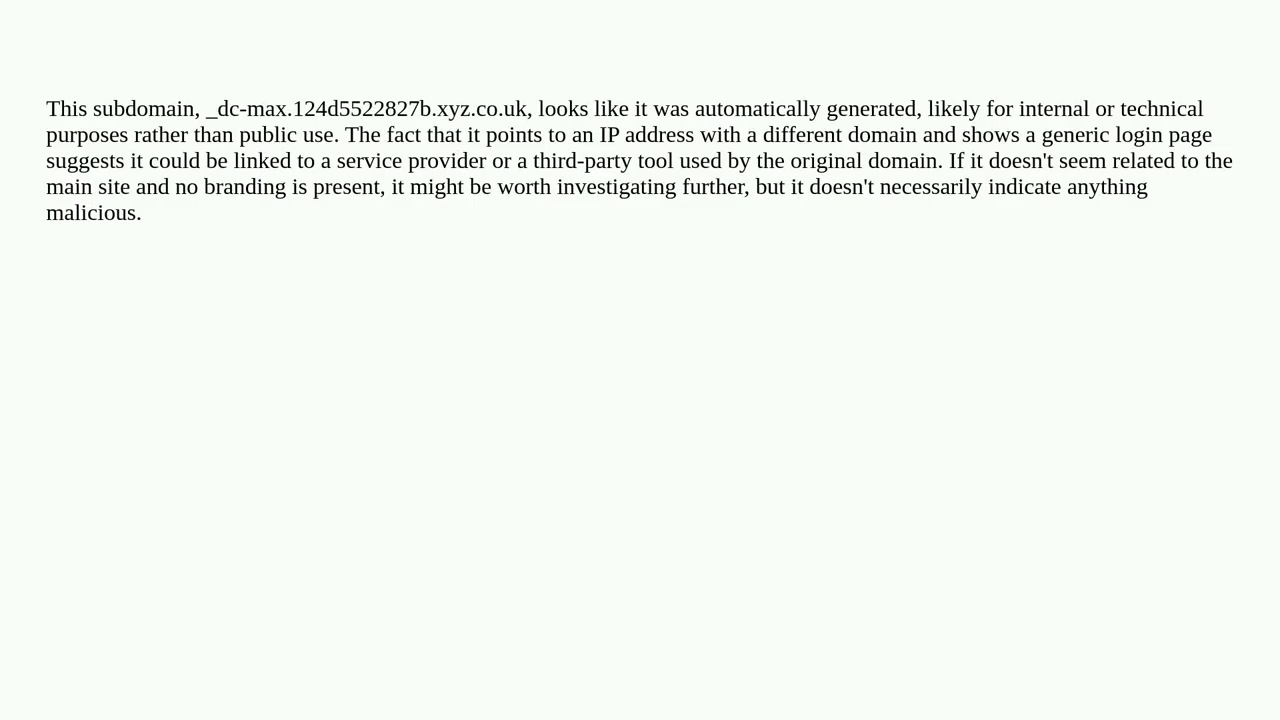 This subdomain, _dc-max.124d5522827b.xyz.co.uk, looks like it was automatically generated, likely for internal or technical
purposes rather than public use. The fact that it points to an IP address with a different domain and shows a generic login page
suggests it could be linked to a service provider or a third-party tool used by the original domain. If it doesn't seem related to the
main site and no branding is present, it might be worth investigating further, but it doesn't necessarily indicate anything
malicious.